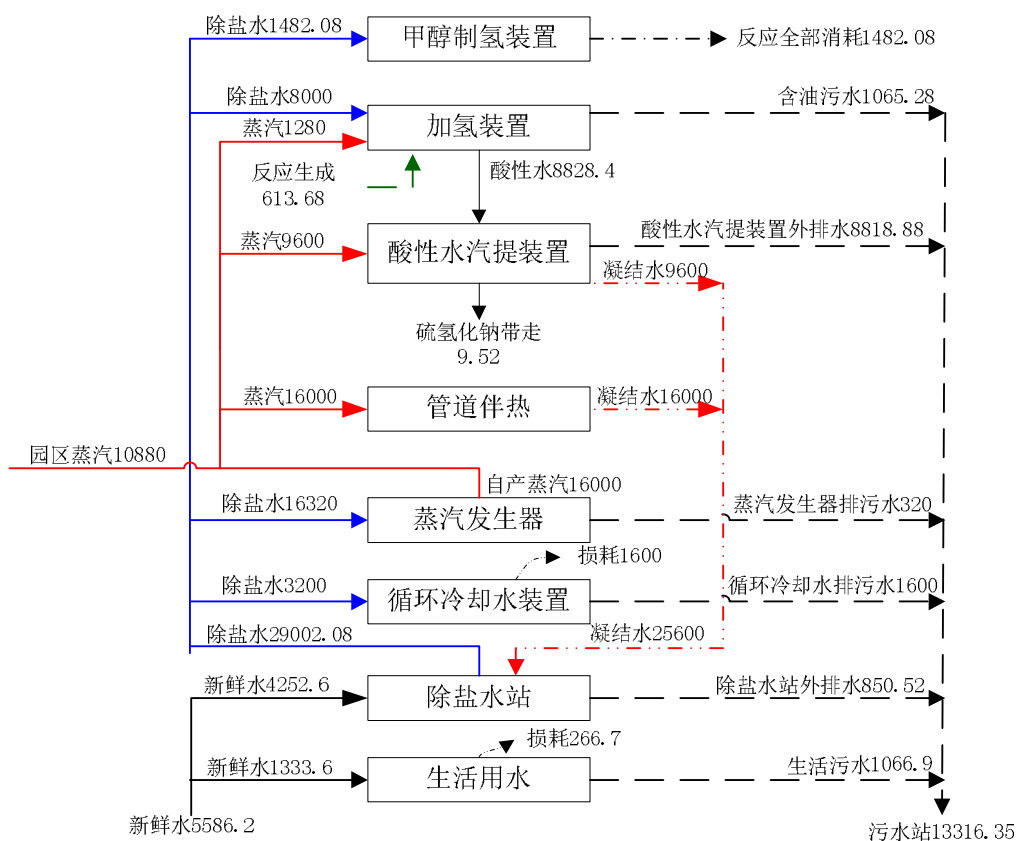 除盐水1482.08
甲醇制氢装置
反应全部消耗1482.08
除盐水8000
含油污水1065.28
蒸汽1280
加氢装置
反应生成
613.68
酸性水8828.4
蒸汽9600
酸性水汽提装置
酸性水汽提装置外排水8818.88
凝结水9600
硫氢化钠带走
9.52
蒸汽16000
管道伴热
凝结水16000
园区蒸汽10880
自产蒸汽16000
除盐水16320
蒸汽发生器
蒸汽发生器排污水320
损耗1600
除盐水3200
循环冷却水装置
循环冷却水排污水1600
除盐水29002.08
凝结水25600
新鲜水4252.6
除盐水站
除盐水站外排水850.52
损耗266.7
新鲜水1333.6
生活用水
生活污水1066.9
新鲜水5586.2
污水站13316.35